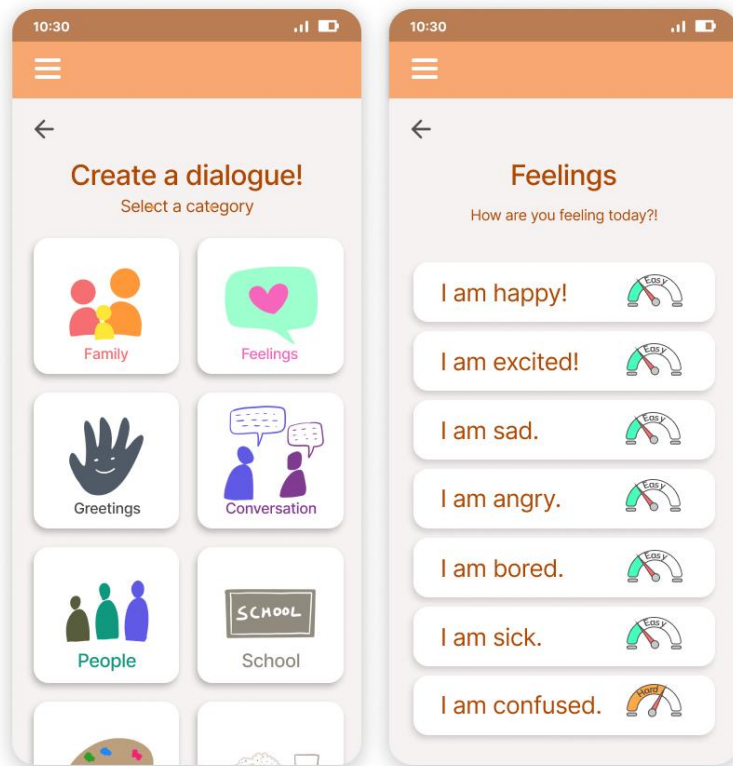 10:30
Create a dialogue!
Select a category
Family
Feelings
Greetings
Conversation
People
SCHOOL
School
10:30
Feelings
How are you feeling today?!
I am happy!
Easy
I am excited!
Easy
I am sad.
Easy
I am angry.
Easy
I am bored.
Easy
I am sick.
Easy
I am confused.
Hard